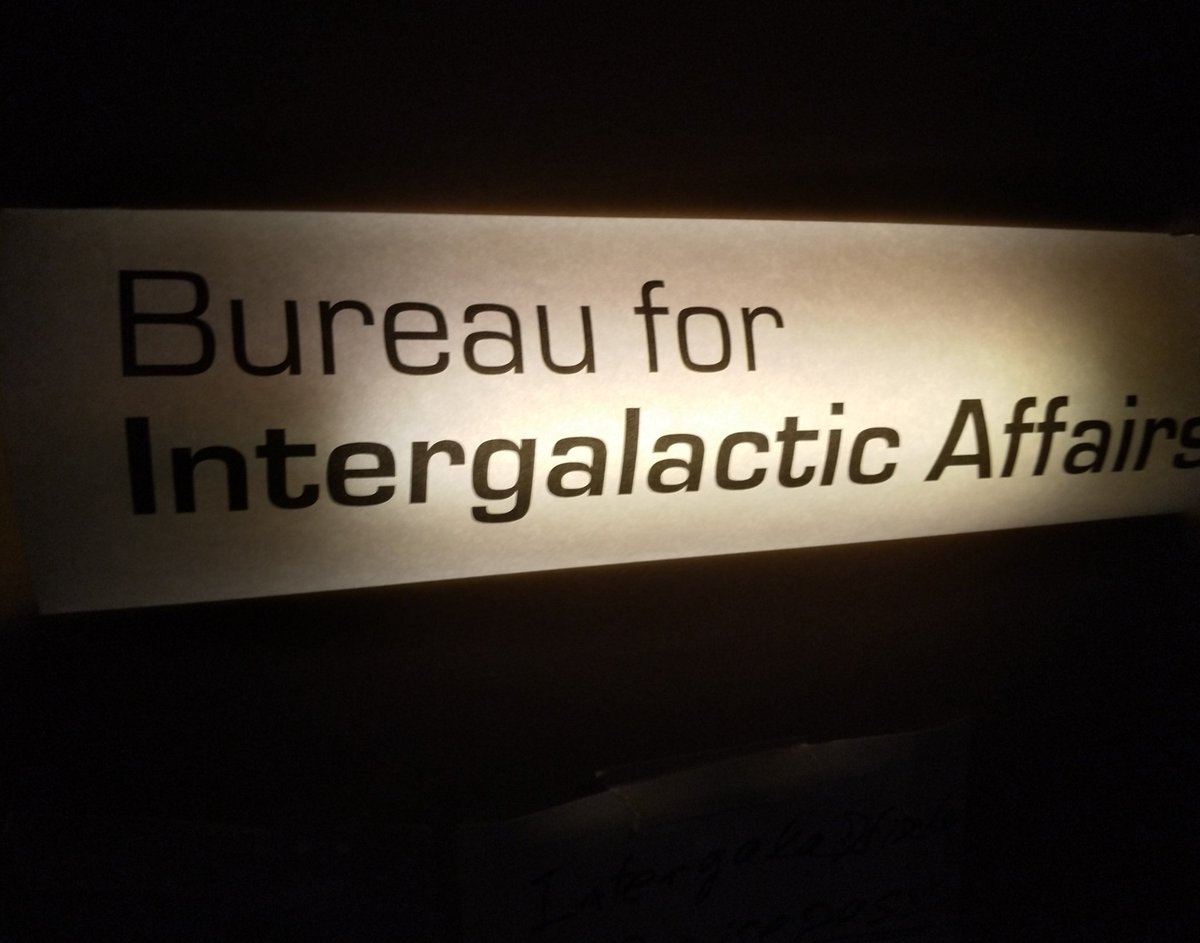 Bureau for
Intergalactic Affairs